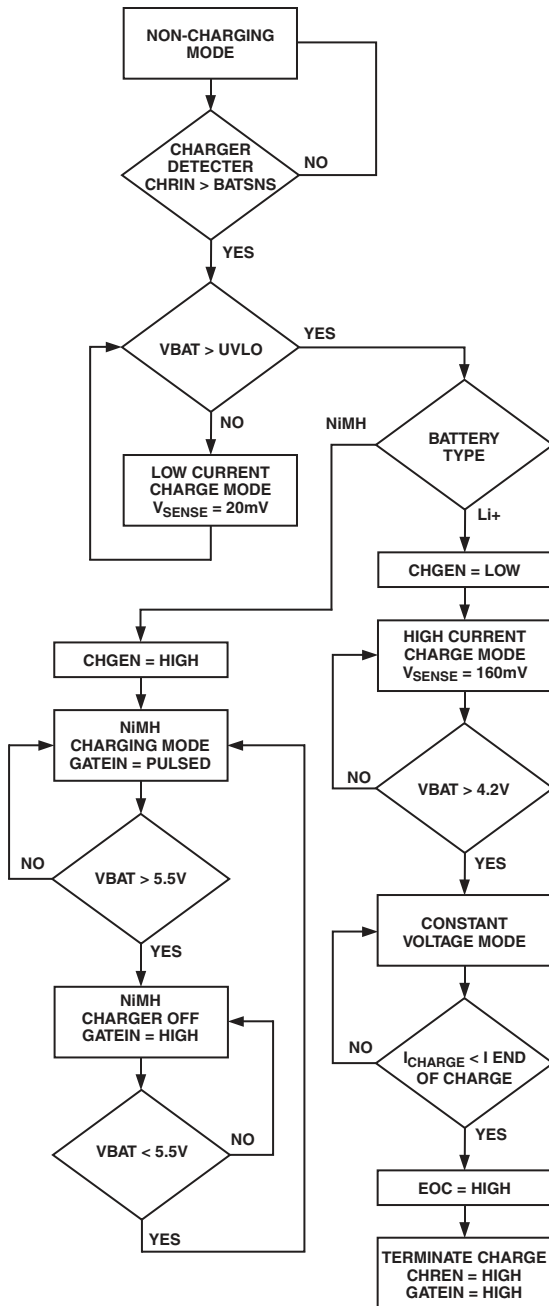 NON-CHARGING
MODE
CHARGER
DETECTER
CHRIN > BATSNS
NO
YES
VBAT > UVLO
YES
NO
LOW CURRENT
CHARGE MODE
VSENSE = 20mV
NiMH
BATTERY
TYPE
Li+
CHGEN = LOW
HIGH CURRENT
CHARGE MODE
VSENSE = 160mV
NO
VBAT > 4.2V
YES
CONSTANT
VOLTAGE MODE
NO
ICHARGE < I END
OF CHARGE
YES
EOC = HIGH
TERMINATE CHARGE
CHREN = HIGH
GATEIN = HIGH
CHGEN = HIGH
NiMH
CHARGING MODE
GATEIN = PULSED
NO
VBAT > 5.5V
YES
NiMH
CHARGER OFF
GATEIN = HIGH
VBAT < 5.5V
NO
YES